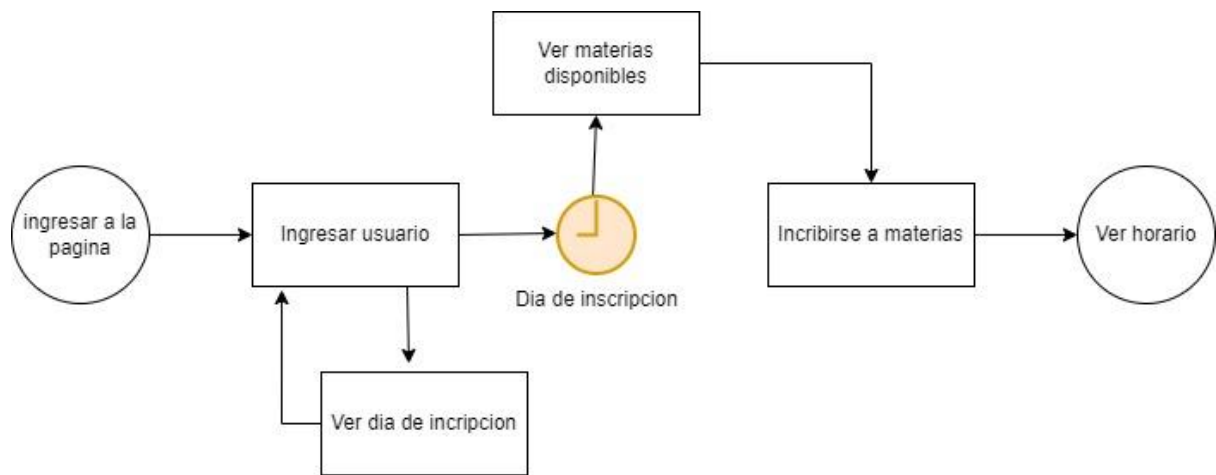 Ver materias
disponibles
ingresar a la
pagina
Ingresar usuario
Dia de inscripcion
Incribirse a materias
Ver horario
Ver dia de incripcion